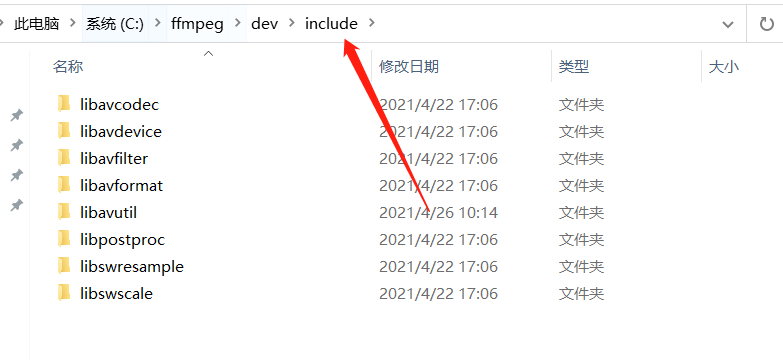 此电脑 > 系统 (C:) > ffmpeg > dev > include >
名称 修改日期 类型 大小
libavcodec 2021/4/22 17:06 文件夹
libavdevice 2021/4/22 17:06 文件夹
libavfilter 2021/4/22 17:06 文件夹
libavformat 2021/4/22 17:06 文件夹
libavutil 2021/4/26 10:14 文件夹
libpostproc 2021/4/22 17:06 文件夹
libswresample 2021/4/22 17:06 文件夹
libswscale 2021/4/22 17:06 文件夹